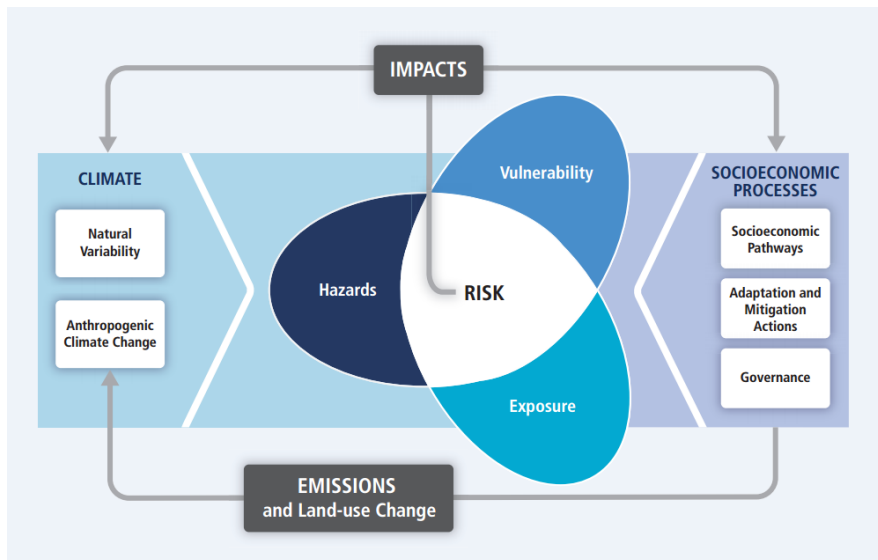 IMPACTS
CLIMATE
Natural
Variability
Anthropogenic
Climate Change
Vulnerability
Hazards
RISK
Exposure
SOCIOECONOMIC
PROCESSES
Socioeconomic
Pathways
Adaptation and
Mitigation
Actions
Governance
EMISSIONS
and Land-use Change